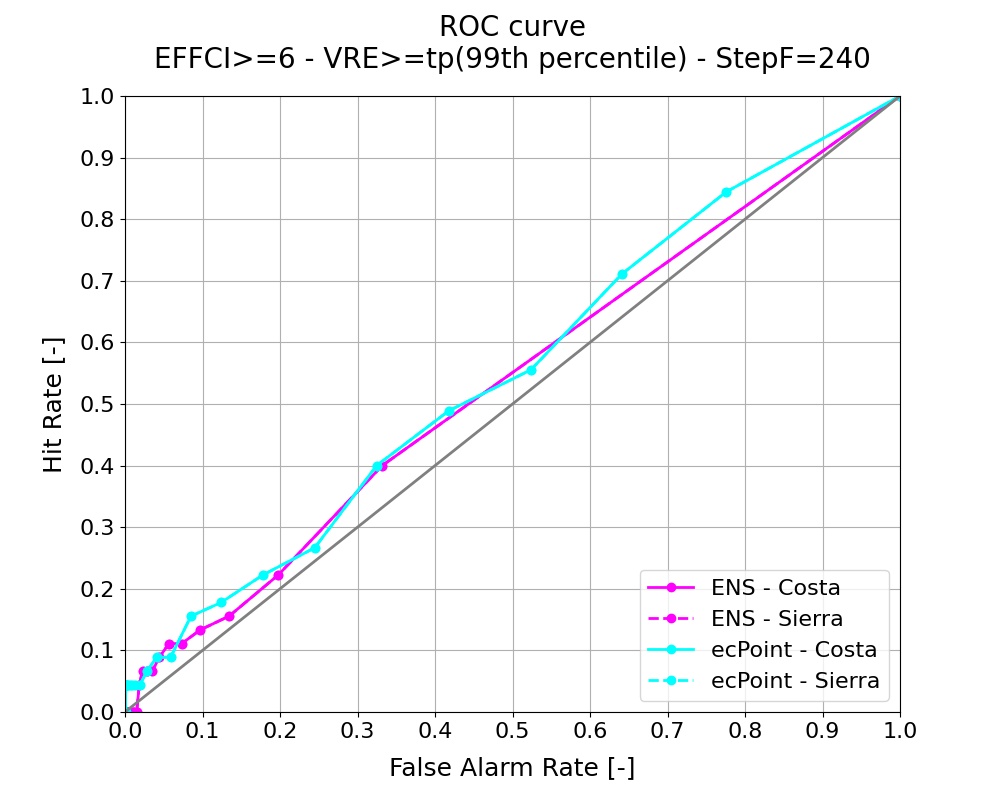 ROC curve
EFFCI>=6 - VRE>=tp(99th percentile) - StepF=240
1.0
0.9
0.8
0.7
0.6
0.5
0.4
0.3
0.2
0.1
0.0
Hit Rate [-]
0.0 0.1 0.2 0.3 0.4 0.5 0.6 0.7 0.8 0.9 1.0
False Alarm Rate [-]
ENS - Costa
ENS - Sierra
ecPoint - Costa
ecPoint - Sierra